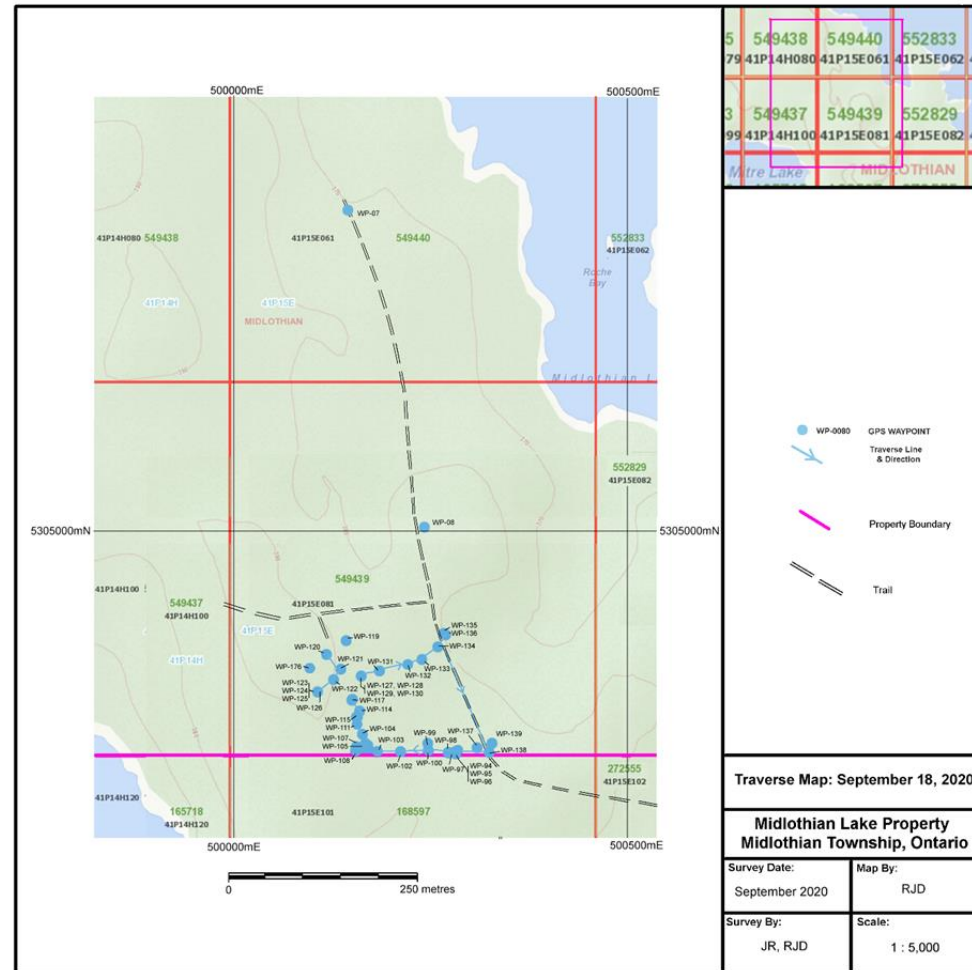 500000mE
500500mE
WP-07
41P14H080 549438
41P15E061
549440
552833
41P15E062
Roche
Bay
41P14H
41P15E
MIDLOTHIAN
Midlothian L
552829
41P15E082
5305000mN
5305000mN
WP-08
549439
41P14H100
549437
41P14H100
41P15E081
41P15E
41P14H
WP-135
WP-136
WP-119
WP-134
WP-120
WP-121
WP-131
WP-133
WP-132
WP-176
WP-123
WP-124
WP-125
WP-122
WP-127, WP-128
WP-129, WP-130
WP-126
WP-117
WP-114
WP-115
WP-111
WP-104
WP-99
WP-137
WP-139
WP-107
WP-105
WP-103
WP-98
WP-138
WP-108
WP-102
WP-100
WP-97
WP-94
WP-95
WP-96
272555
41P15E102
41P14H120
165718
41P14H120
41P15E101
168597
500000mE
500500mE
0
250 metres
5 549438 549440 552833
79 41P14H080 41P15E061 41P15E062
3 549437 549439 552829
99 41P14H100 41P15E081 41P15E082
Mitre Lake
MIDLOTHIAN
WP-0080
GPS WAYPOINT
Traverse Line
& Direction
Property Boundary
Trail
Traverse Map: September 18, 2020
Midlothian Lake Property
Midlothian Township, Ontario
Survey Date:
September 2020
Map By:
RJD
Survey By:
JR, RJD
Scale:
1 : 5,000